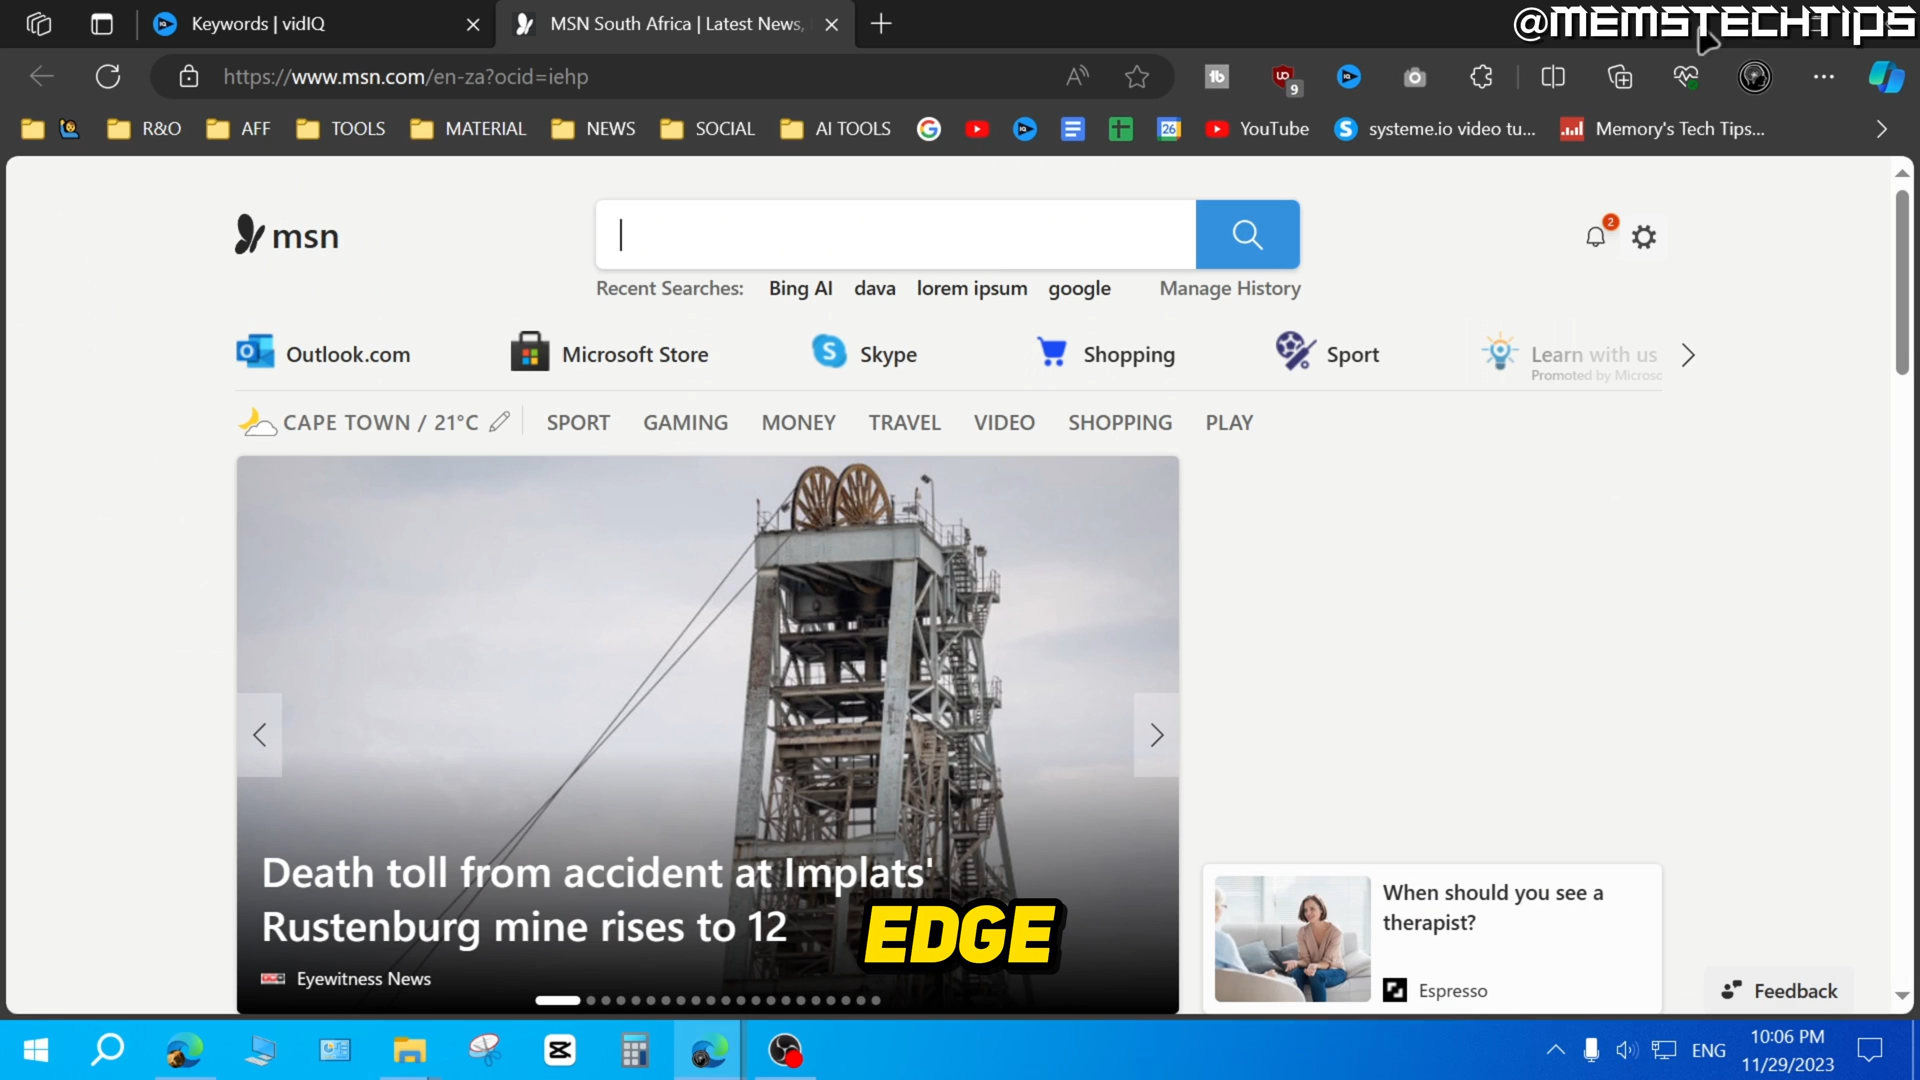 Keywords | vidIQ
MSN South Africa | Latest News,
@MEMSTECHTIPS
https://www.msn.com/en-za?ocid=iehp
9
R&O
AFF
TOOLS
MATERIAL
NEWS
SOCIAL
AI TOOLS
26
YouTube
systeme.io video tu...
Memory's Tech Tips...
msn
2
Recent Searches: Bing AI dava lorem ipsum google Manage History
Outlook.com
Microsoft Store
Skype
Shopping
Sport
Learn with us
Promoted by Microsc
CAPE TOWN / 21°C
SPORT GAMING MONEY TRAVEL VIDEO SHOPPING PLAY
Death toll from accident at Implats'
Rustenburg mine rises to 12
EDGE
Eyewitness News
When should you see a
therapist?
Espresso
Feedback
ENG
10:06 PM
11/29/2023